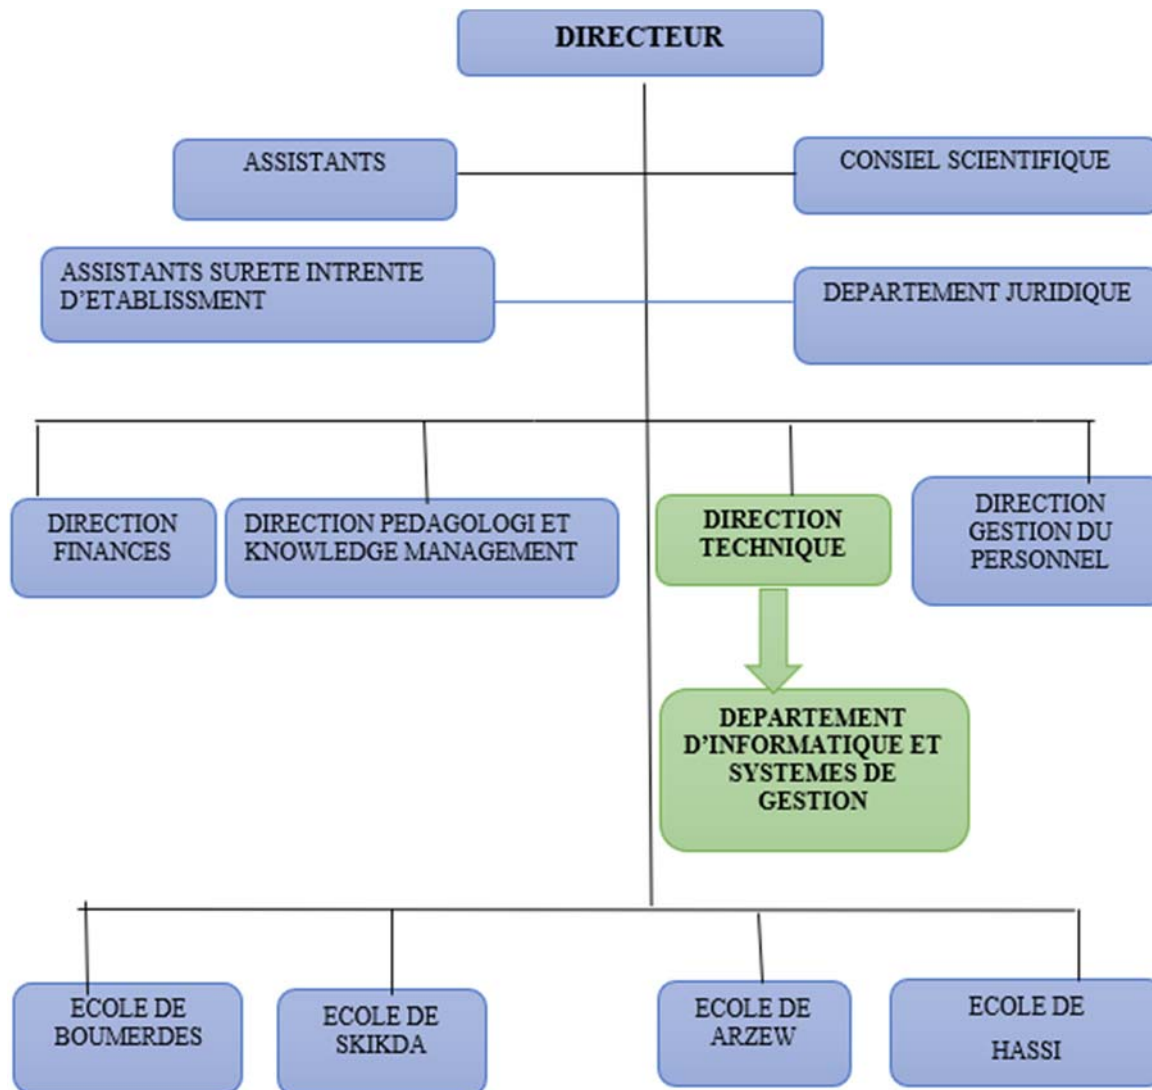 DIRECTEUR
ASSISTANTS
CONSIEL SCIENTIFIQUE
ASSISTANTS SURETE INTRENTE
D’ETABLISSMENT
DEPARTEMENT JURIDIQUE
DIRECTION
FINANCES
DIRECTION PEDAGOLOGI ET
KNOWLEDGE MANAGEMENT
DIRECTION
TECHNIQUE
DIRECTION
GESTION DU
PERSONNEL
DEPARTEMENT
D’INFORMATIQUE ET
SYSTEMES DE
GESTION
ECOLE DE
BOUMERDES
ECOLE DE
SKIKDA
ECOLE DE
ARZEW
ECOLE DE
HASSI